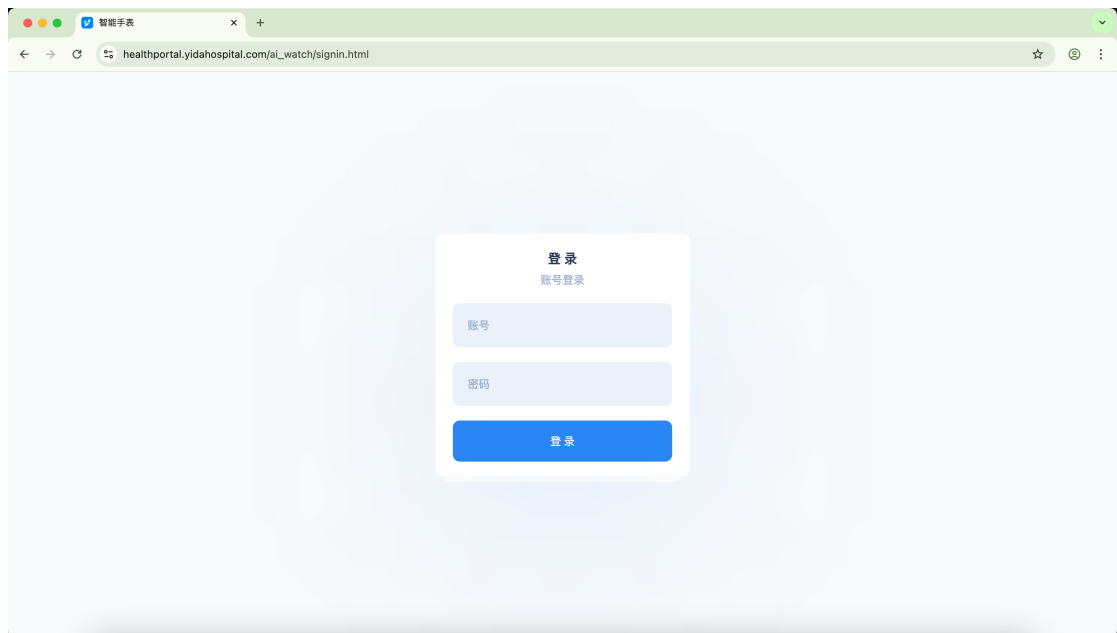 智能手表
healthportal.yidahospital.com/ai_watch/signin.html
登 录
账号登录
账号
密码
登 录